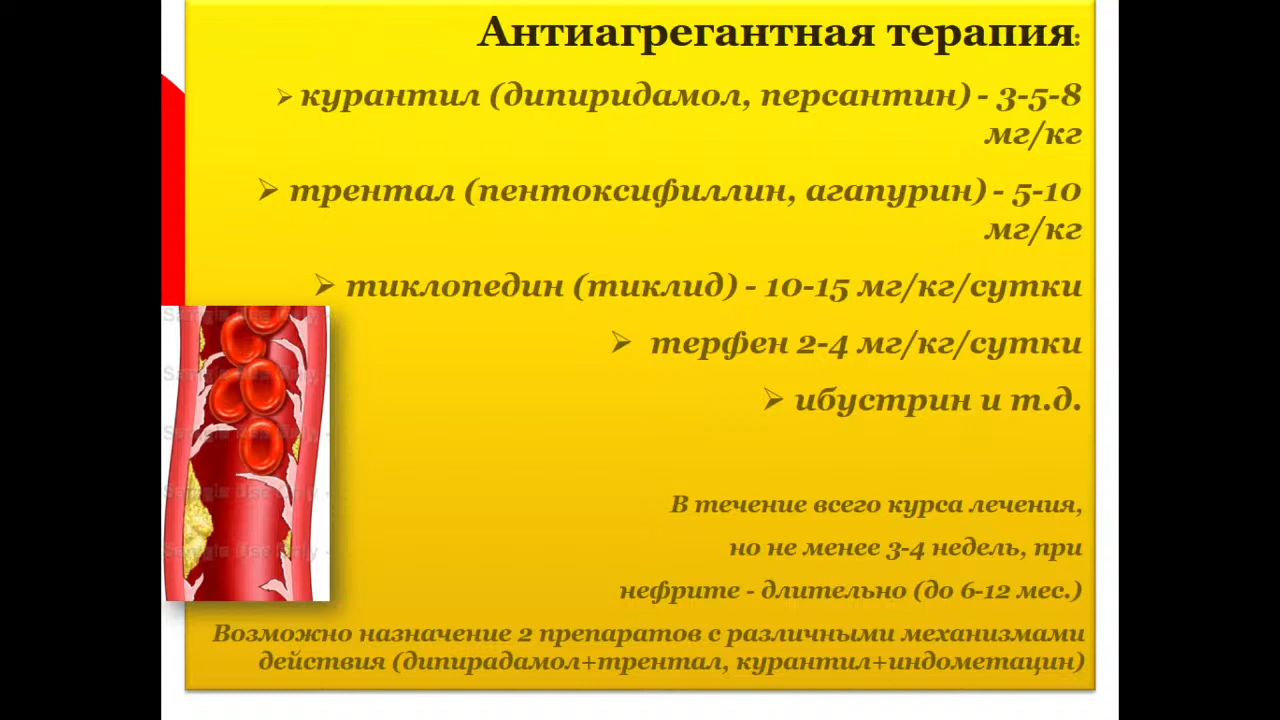 Антиагрегантная терапия:
курантил (дипиридамол, персантин) - 3-5-8
мг/кг
трентал (пентоксифиллин, агапурин) - 5-10
мг/кг
тиклопедин (тиклид) - 10-15 мг/кг/сутки
терфен 2-4 мг/кг/сутки
ибустрин и т.д.
В течение всего курса лечения,
но не менее 3-4 недель, при
нефрите - длительно (до 6-12 мес.)
Возможно назначение 2 препаратов с различными механизмами
действия (дипирадамол+трентал, курантил+индометацин)